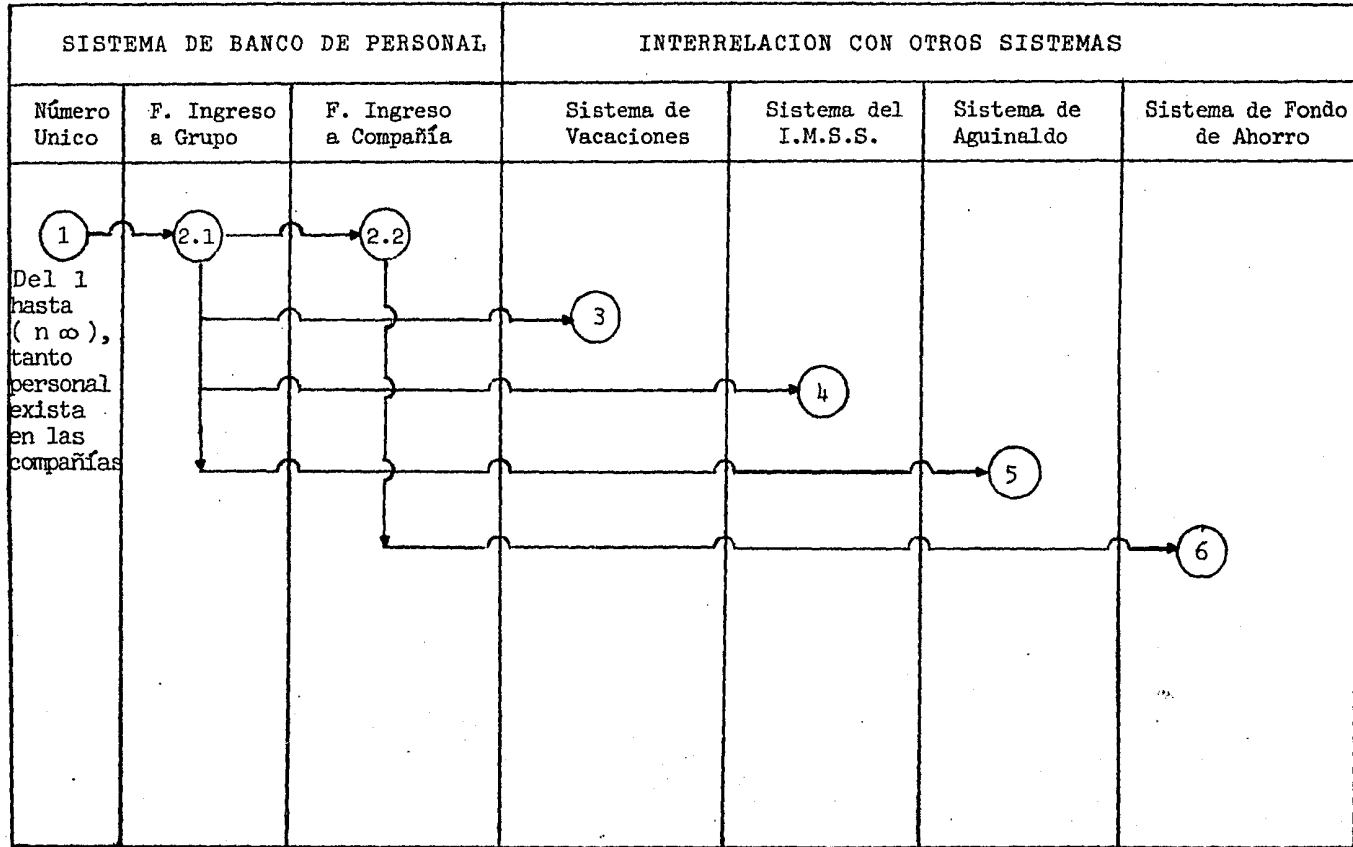 SISTEMA DE BANCO DE PERSONAL
INTERRELACION CON OTROS SISTEMAS
Número
Unico
F. Ingreso
a Grupo
F. Ingreso
a Compañía
Sistema de
Vacaciones
Sistema del
I.M.S.S.
Sistema de
Aguinaldo
Sistema de Fondo
de Ahorro
1
2.1
2.2
Del 1
hasta
( n ∞ ),
tanto
personal
exista
en las
compañías
3
4
5
6